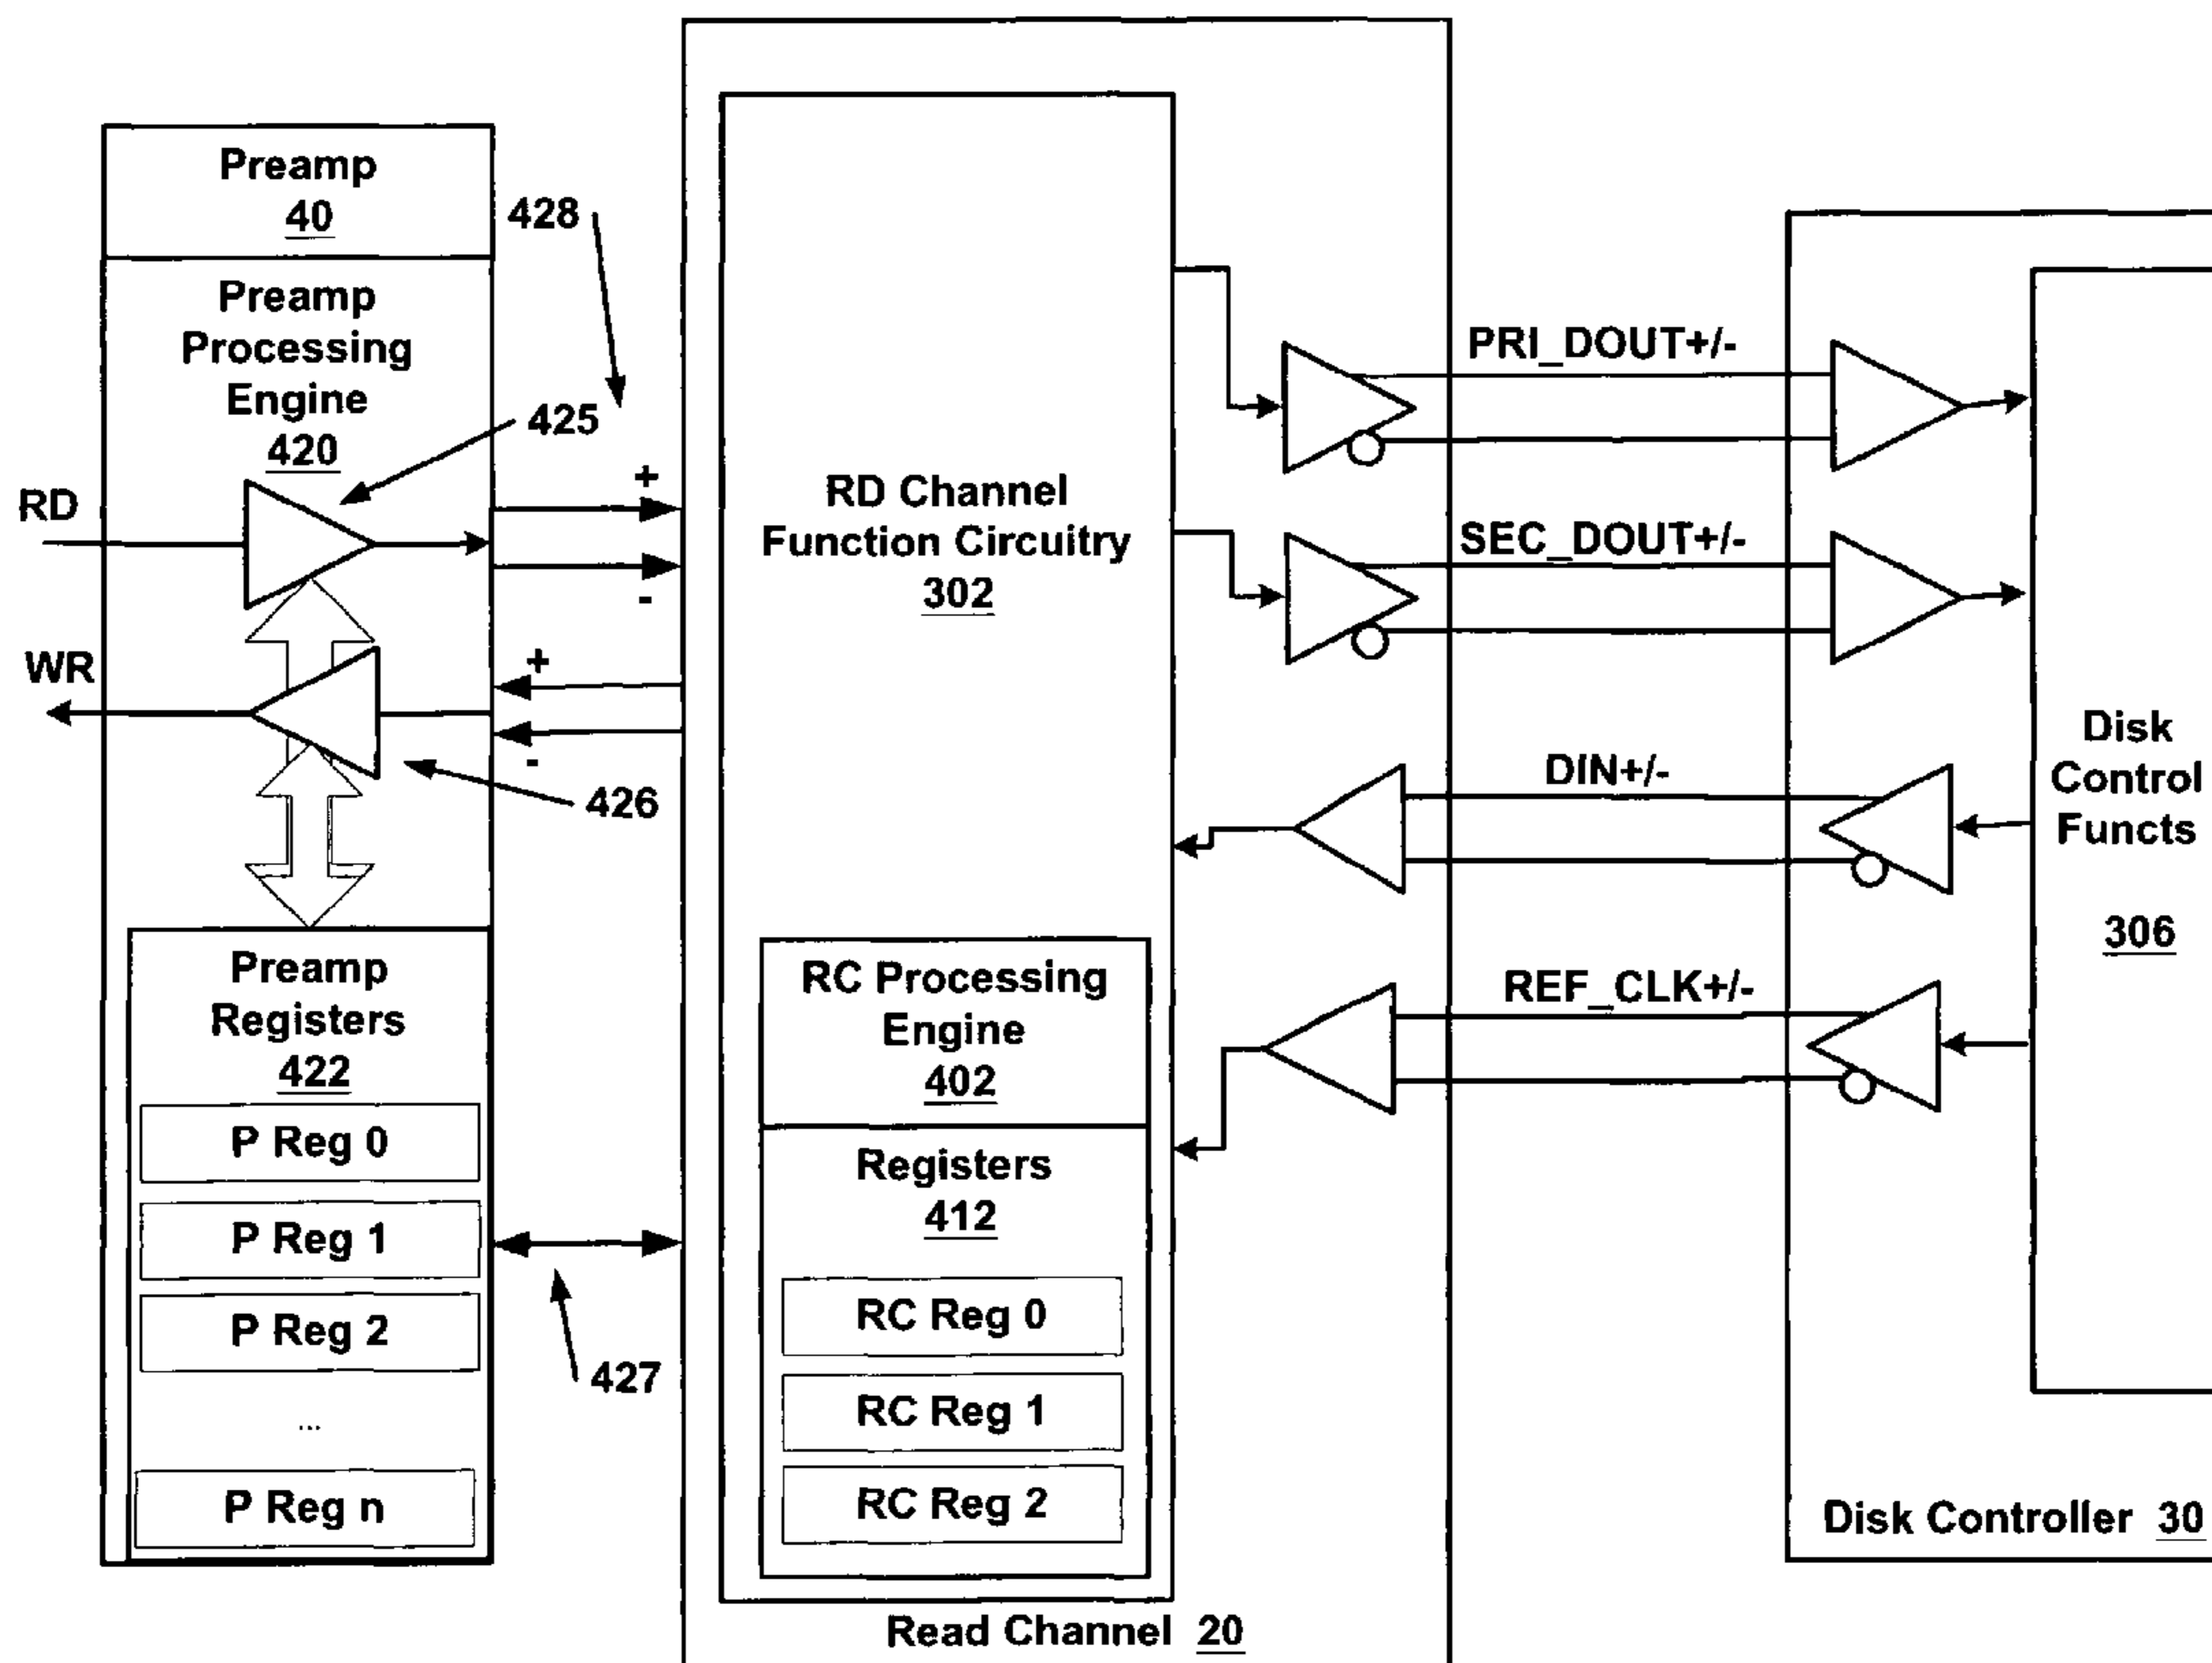 Preamp
40
Preamp
Processing
Engine
420
428
425
RD
WR
+
-
+
-
426
Preamp
Registers
422
P Reg 0
P Reg 1
P Reg 2
...
P Reg n
427
RD Channel
Function Circuitry
302
RC Processing
Engine
402
Registers
412
RC Reg 0
RC Reg 1
RC Reg 2
Read Channel 20
PRI_DOUT+/-
SEC_DOUT+/-
DIN+/-
REF_CLK+/-
Disk
Control
Functs
306
Disk Controller 30